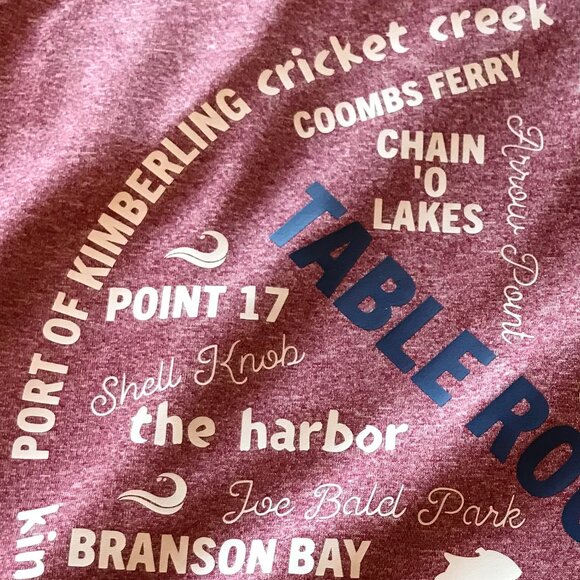 PORT OF KIMBERLING cricket creek
COOMBS FERRY
CHAIN
'O
LAKES
Arrow Point
TABLE
POINT 17
Shell Knob
the harbor
Joe Bald Park
BRANSON BAY